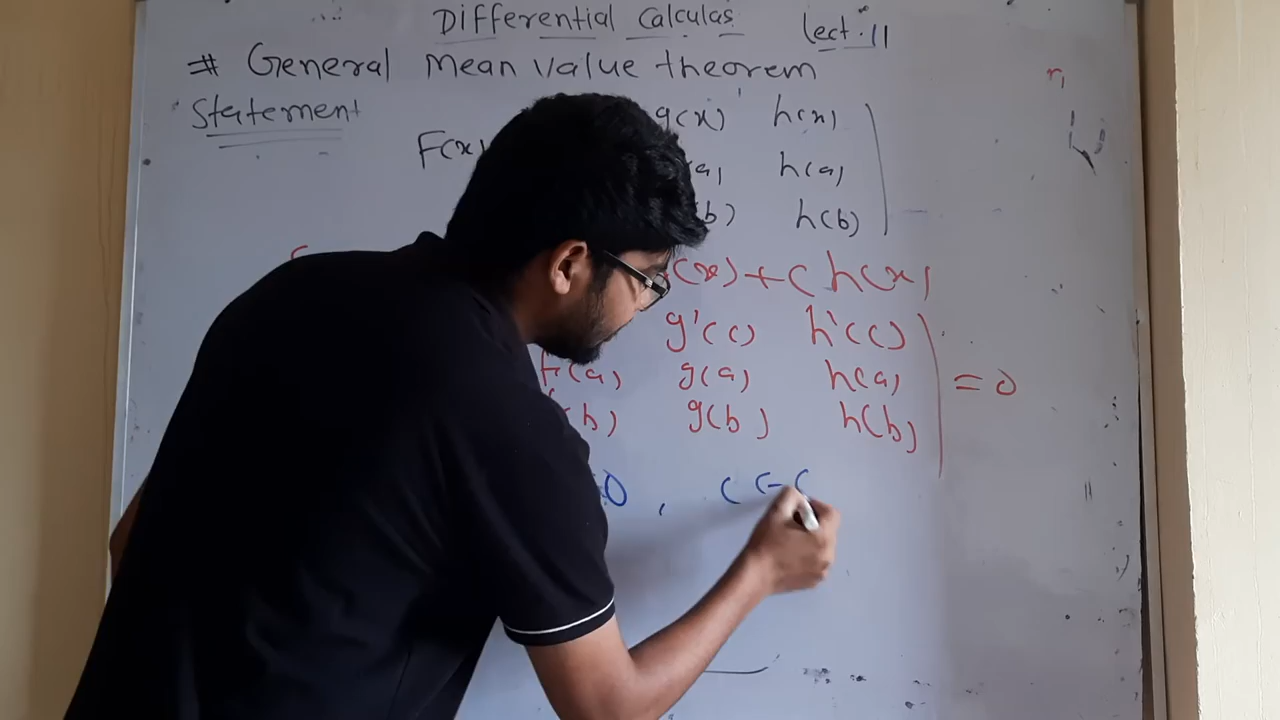 Differential Calculas Lect. 11
# General Mean value theorem
Statement
F(x) g(x) h(x)
h(a)
h(b)
(x) + C h(x)
g'(c) h'(c)
f(a) g(a) h(a) = 0
(b) g(b) h(b)
0 , C ∈ (